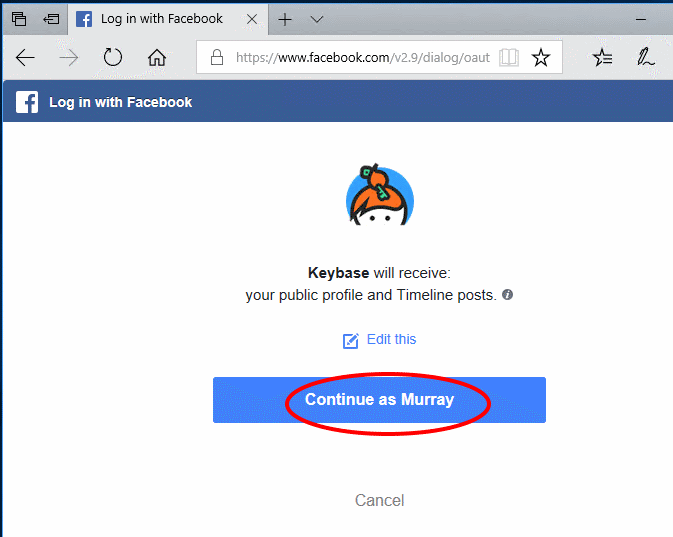 Log in with Facebook
https://www.facebook.com/v2.9/dialog/oaut
Log in with Facebook
Keybase will receive:
your public profile and Timeline posts.
Edit this
Continue as Murray
Cancel